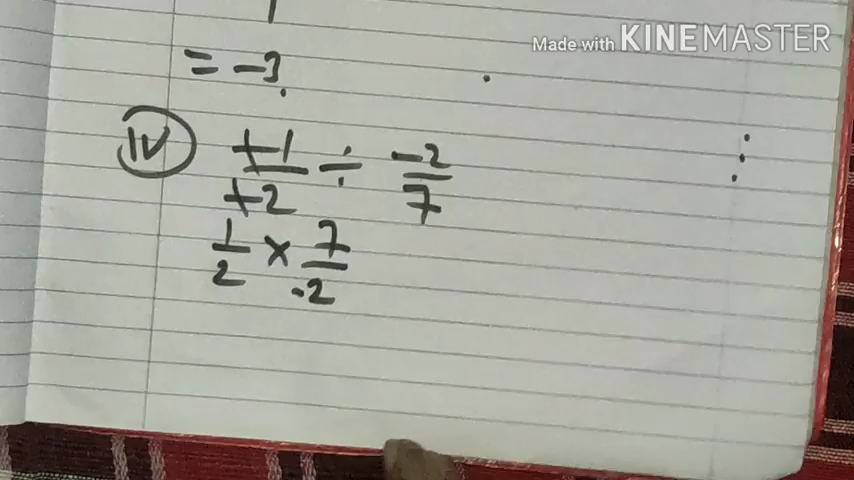 Made with KINEMASTER
= -3.
(iv) +1/+2 ÷ -2/7
1/2 × 7/-2